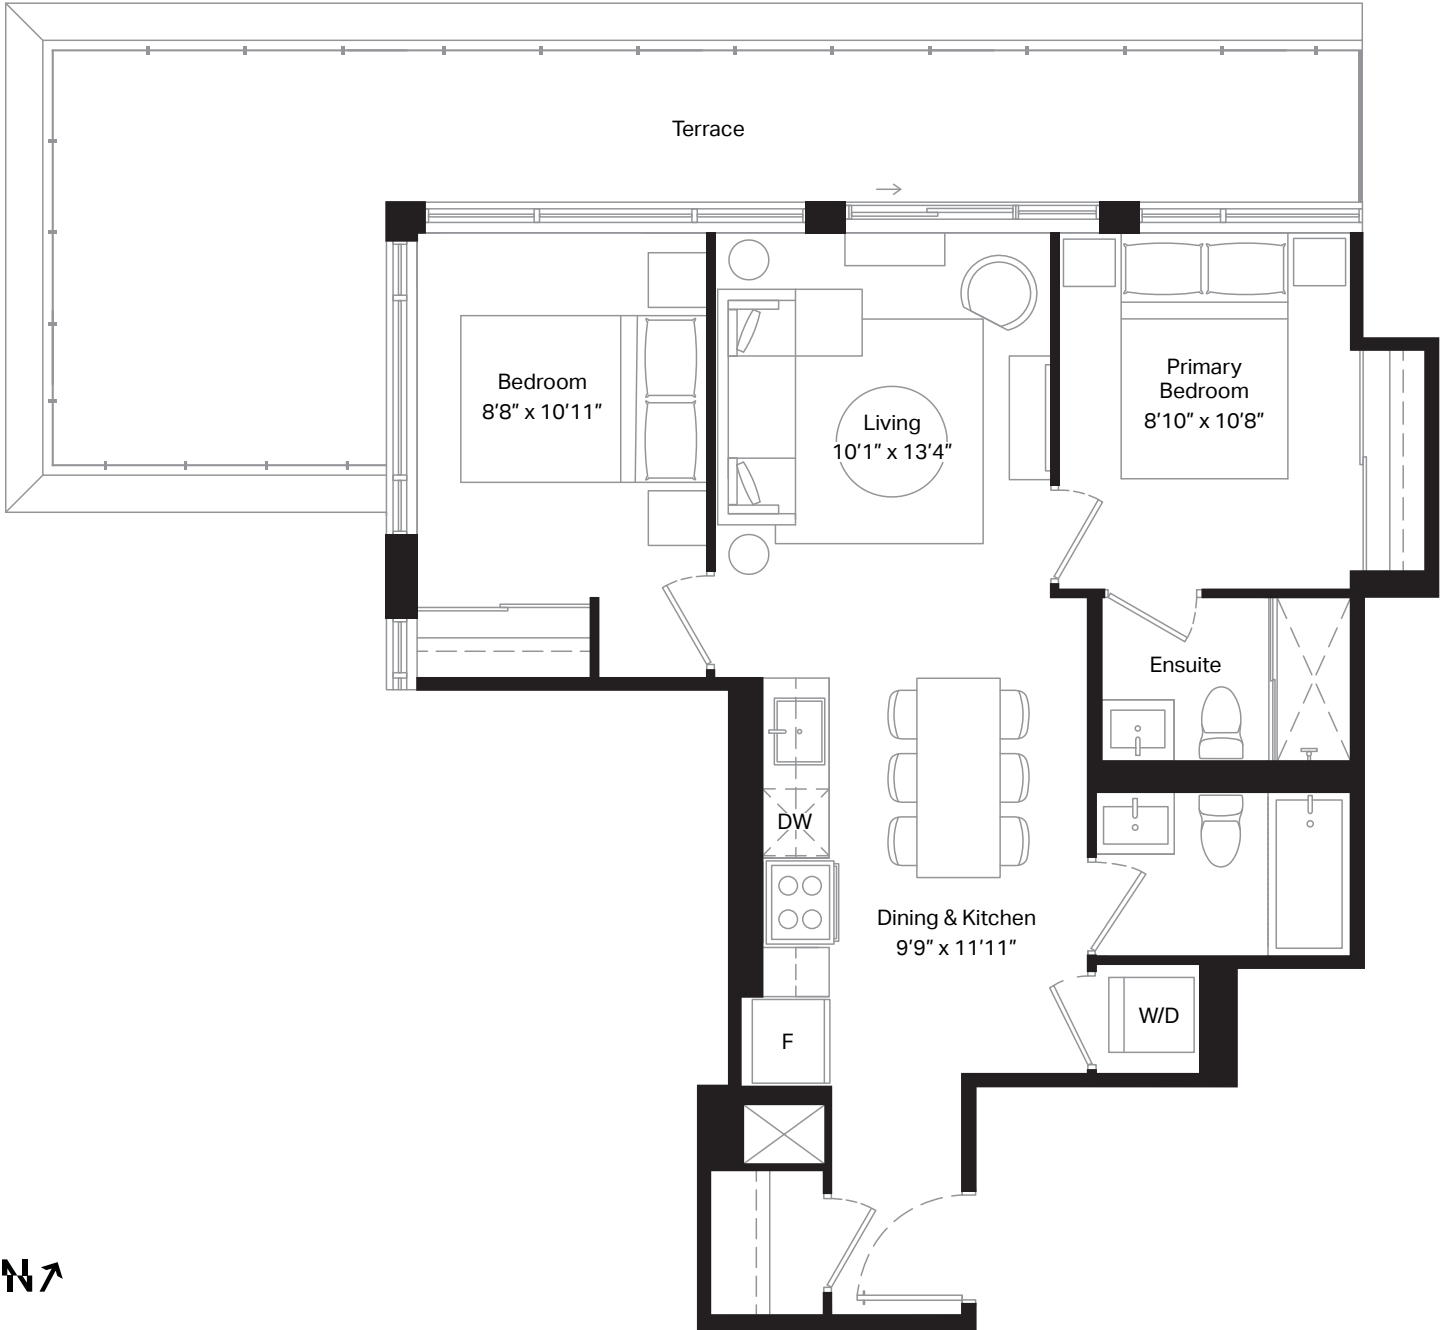 Terrace
Bedroom
8'8" x 10'11"
Living
10'1" x 13'4"
Primary
Bedroom
8'10" x 10'8"
Ensuite
DW
Dining & Kitchen
9'9" x 11'11"
W/D
F
N